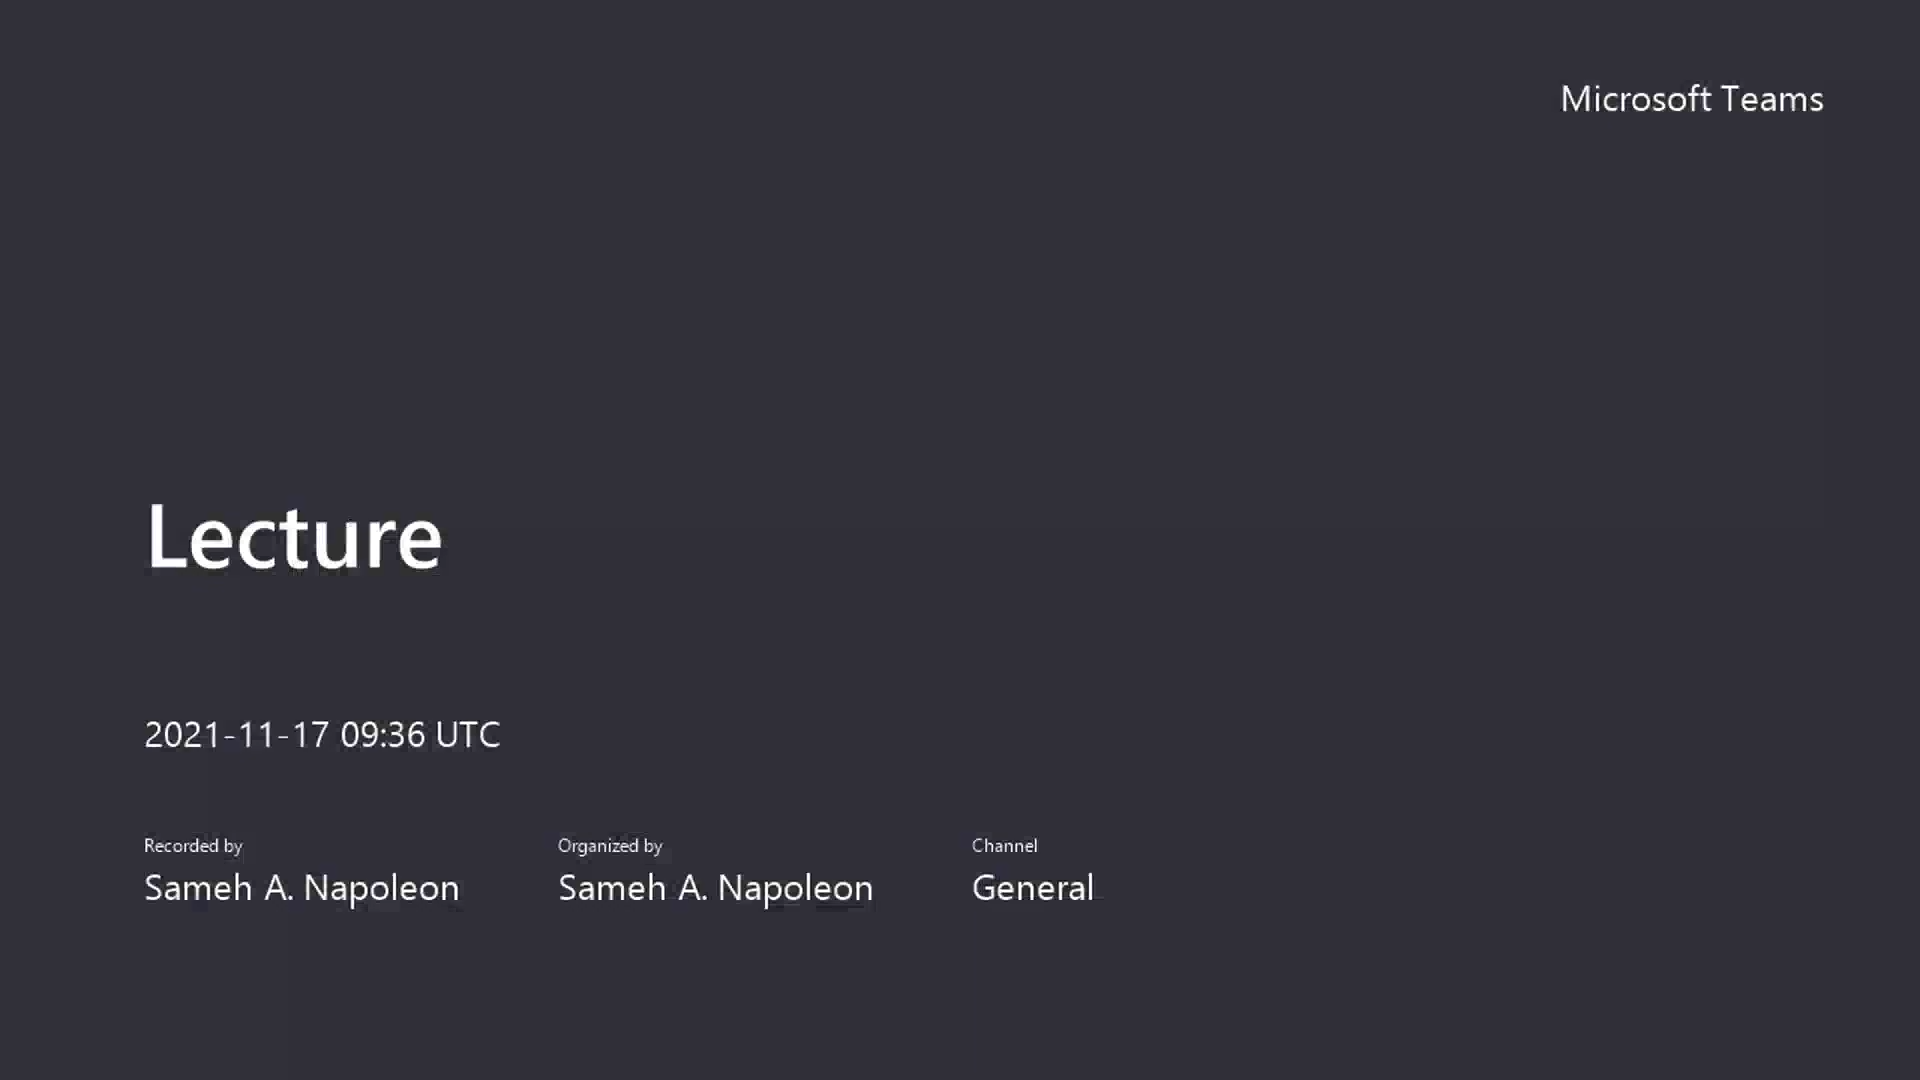 Microsoft Teams
Lecture
2021-11-17 09:36 UTC
Recorded by
Sameh A. Napoleon
Organized by
Sameh A. Napoleon
Channel
General